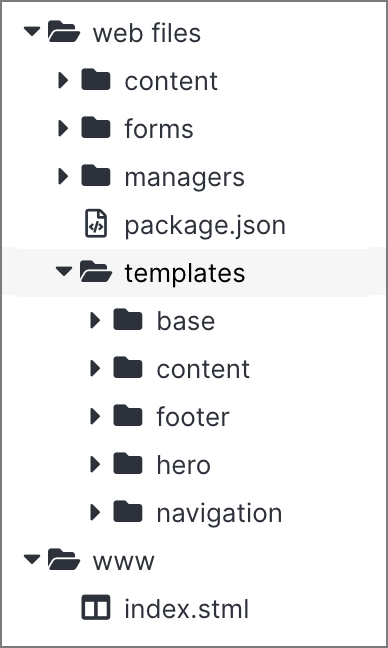 web files
content
forms
managers
package.json
templates
base
content
footer
hero
navigation
www
index.stml